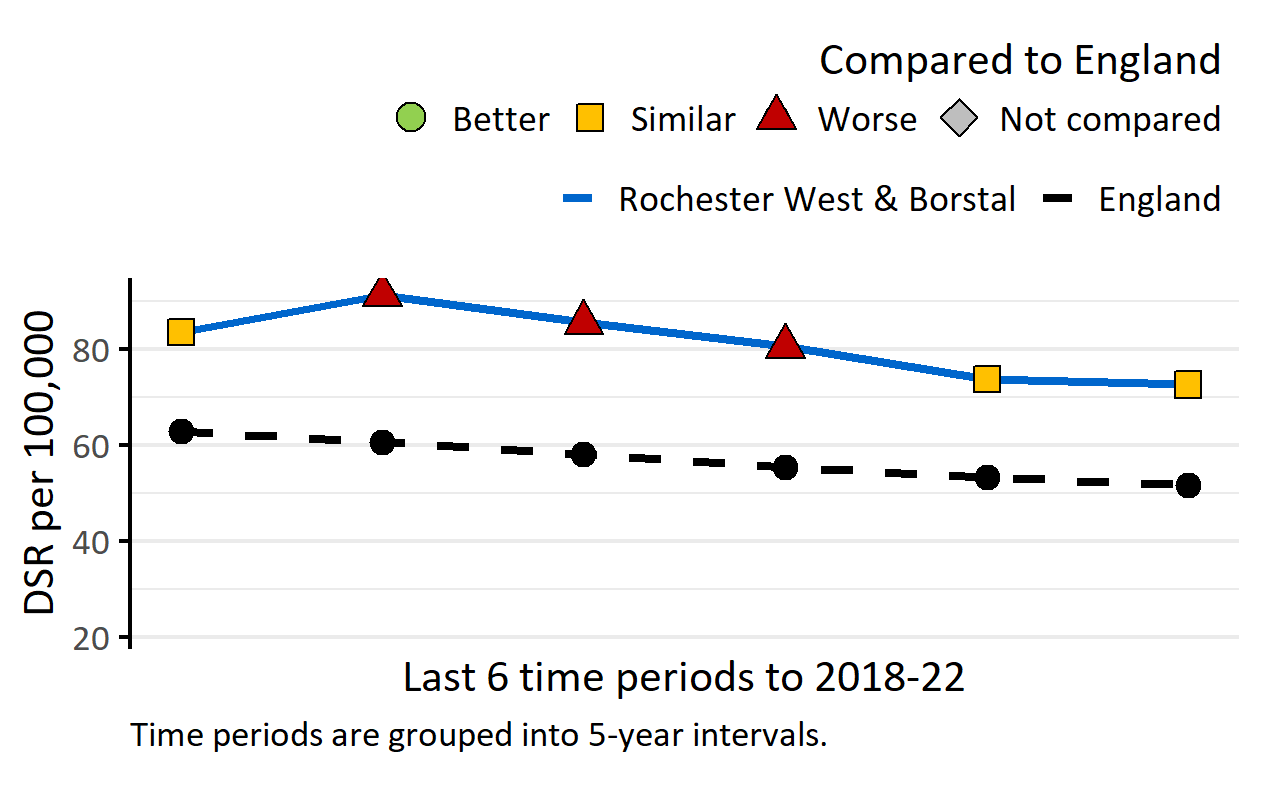 Compared to England
Better Similar Worse Not compared
Rochester West & Borstal England
DSR per 100,000
80
60
40
20
Last 6 time periods to 2018-22
Time periods are grouped into 5-year intervals.